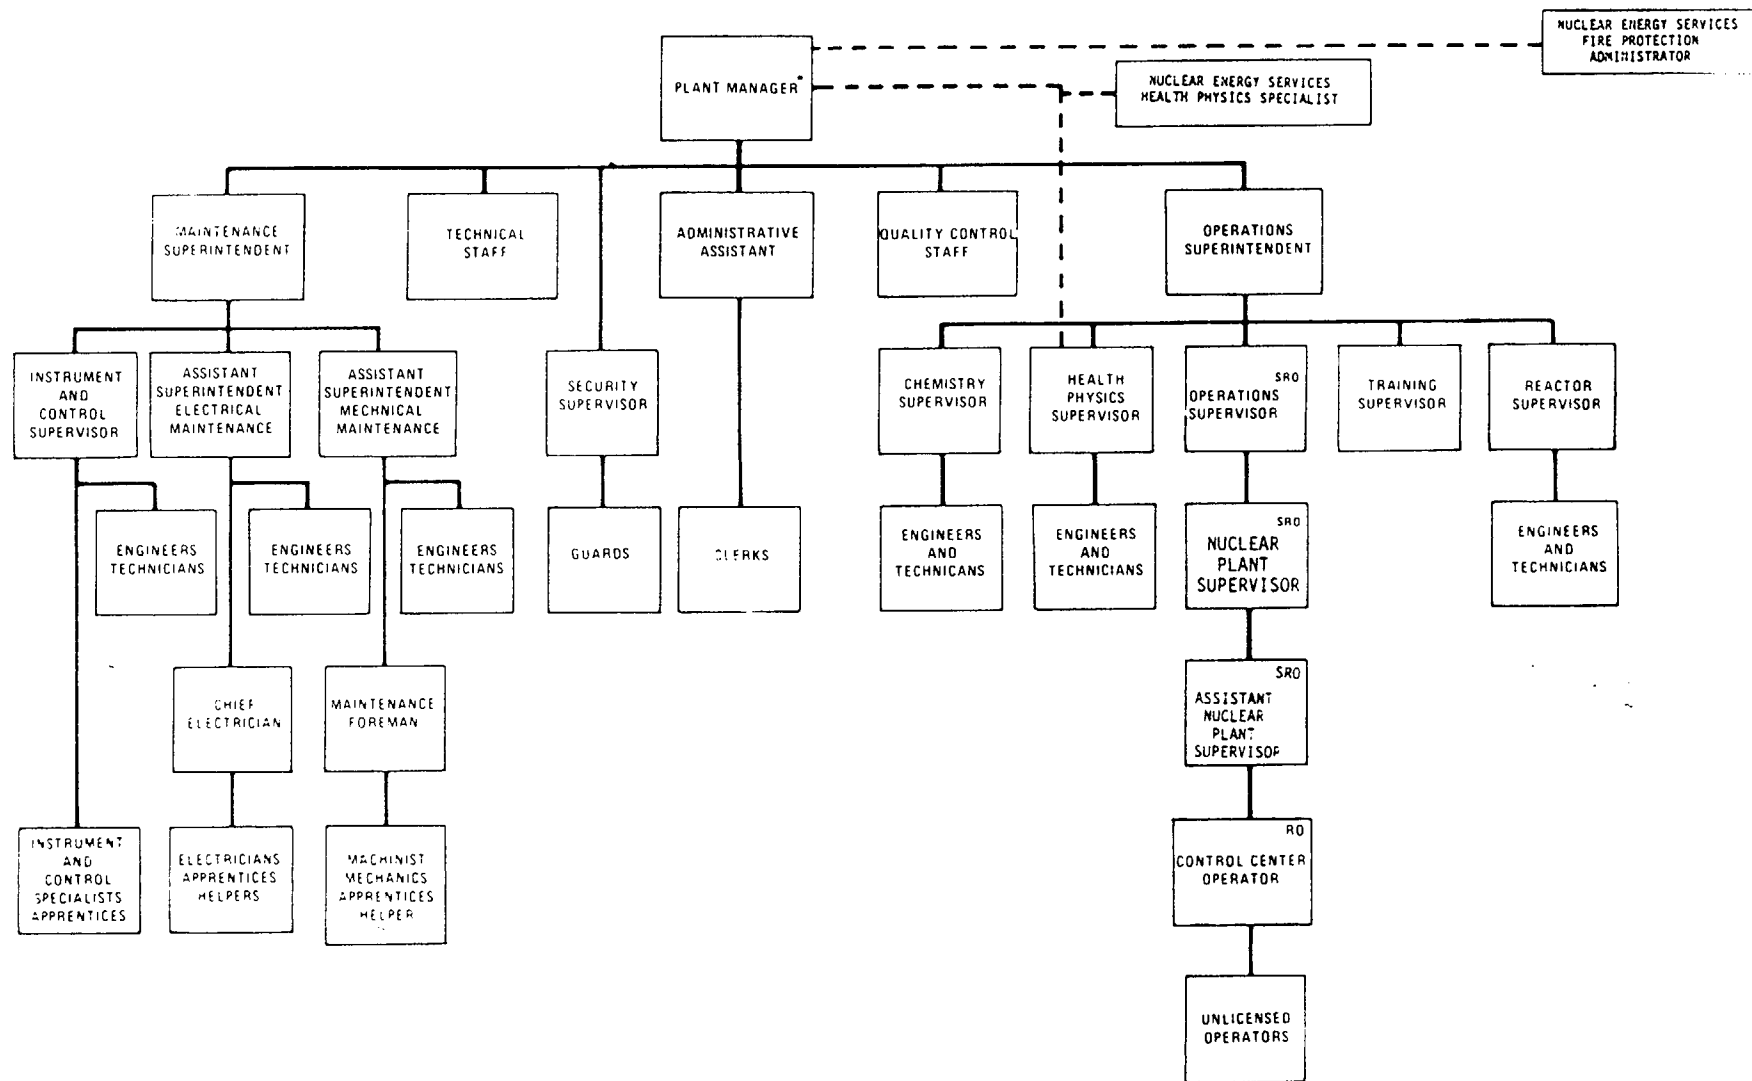 NUCLEAR ENERGY SERVICES
FIRE PROTECTION
ADMINISTRATOR
PLANT MANAGER*
NUCLEAR ENERGY SERVICES
HEALTH PHYSICS SPECIALIST
MAINTENANCE
SUPERINTENDENT
TECHNICAL
STAFF
ADMINISTRATIVE
ASSISTANT
QUALITY CONTROL
STAFF
OPERATIONS
SUPERINTENDENT
INSTRUMENT
AND
CONTROL
SUPERVISOR
ASSISTANT
SUPERINTENDENT
ELECTRICAL
MAINTENANCE
ASSISTANT
SUPERINTENDENT
MECHNICAL
MAINTENANCE
SECURITY
SUPERVISOR
CHEMISTRY
SUPERVISOR
HEALTH
PHYSICS
SUPERVISOR
SRO
OPERATIONS
SUPERVISOR
TRAINING
SUPERVISOR
REACTOR
SUPERVISOR
ENGINEERS
TECHNICIANS
ENGINEERS
TECHNICIANS
ENGINEERS
TECHNICIANS
GUARDS
CLERKS
ENGINEERS
AND
TECHNICANS
ENGINEERS
AND
TECHNICIANS
SRO
NUCLEAR
PLANT
SUPERVISOR
ENGINEERS
AND
TECHNICIANS
CHIEF
ELECTRICIAN
MAINTENANCE
FOREMAN
SRO
ASSISTANT
NUCLEAR
PLANT
SUPERVISOR
INSTRUMENT
AND
CONTROL
SPECIALISTS
APPRENTICES
ELECTRICIANS
APPRENTICES
HELPERS
MACHINIST
MECHANICS
APPRENTICES
HELPER
RO
CONTROL CENTER
OPERATOR
UNLICENSED
OPERATORS